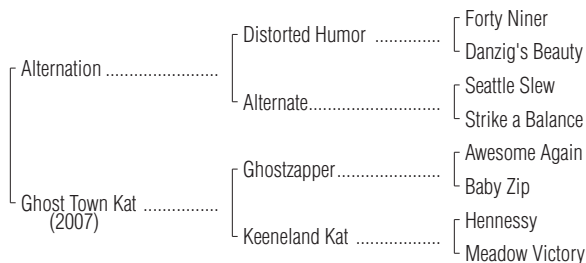 Forty Niner
Distorted Humor ..............
Danzig's Beauty
Alternation ........................
Seattle Slew
Alternate............................
Strike a Balance
Awesome Again
Ghostzapper......................
Baby Zip
Ghost Town Kat ................
(2007)
Hennessy
Keeneland Kat ..................
Meadow Victory